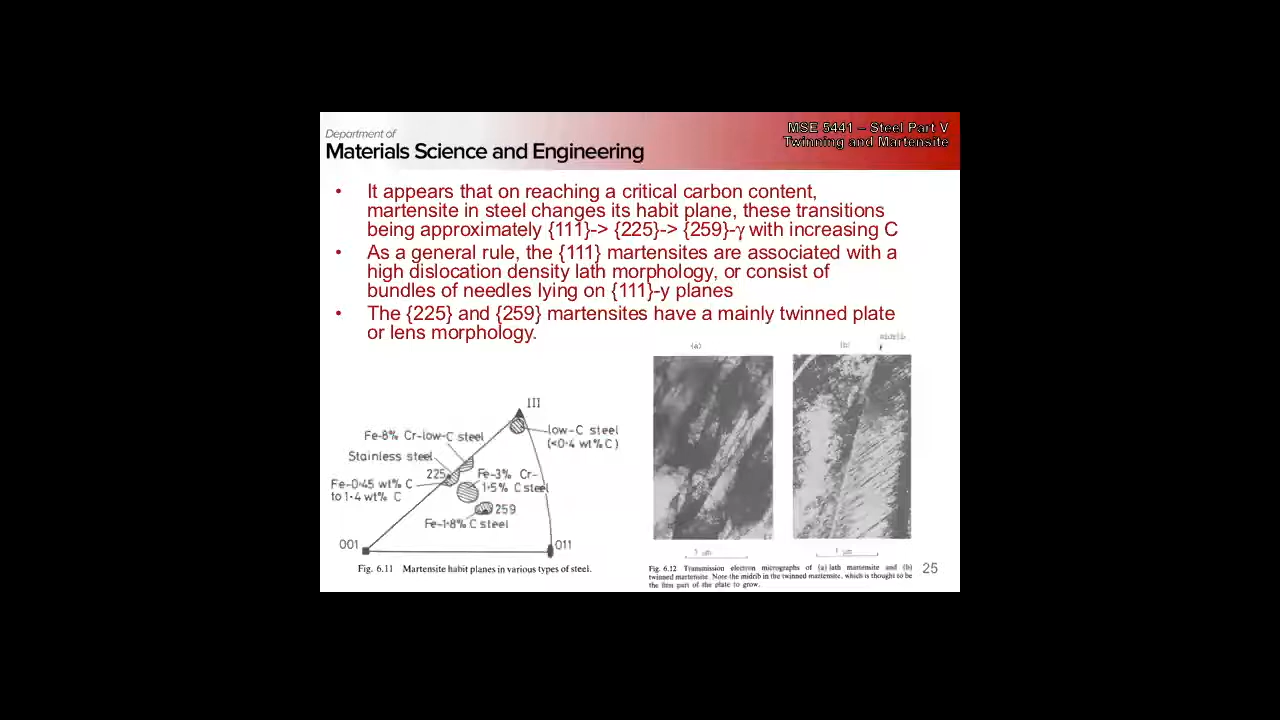 Department of
Materials Science and Engineering
MSE 5441 – Steel Part V
Twinning and Martensite
• It appears that on reaching a critical carbon content,
martensite in steel changes its habit plane, these transitions
being approximately {111}-> {225}-> {259}-γ with increasing C
• As a general rule, the {111} martensites are associated with a
high dislocation density lath morphology, or consist of
bundles of needles lying on {111}-y planes
• The {225} and {259} martensites have a mainly twinned plate
or lens morphology.
(a)
(b)
midrib
111
Fe-8% Cr-low-C steel
low-C steel
(<0·4 wt%C)
Stainless steel
225
Fe-3% Cr-
1·5% C steel
Fe-0·45 wt% C
to 1·4 wt% C
259
Fe-1·8% C steel
001
011
1 μm
1 μm
Fig. 6.11 Martensite habit planes in various types of steel.
Fig. 6.12 Transmission electron micrographs of (a) lath martensite and (b)
twinned martensite. Note the midrib in the twinned martensite, which is thought to be
the first part of the plate to grow.
25